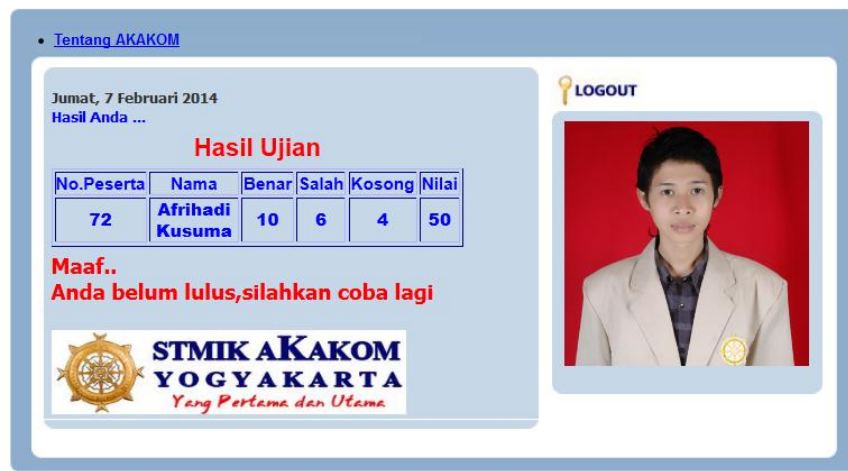 Tentang AKAKOM
Jumat, 7 Februari 2014
Hasil Anda ...
Hasil Ujian
No.Peserta Nama Benar Salah Kosong Nilai
72 Afrihadi Kusuma 10 6 4 50
Maaf..
Anda belum lulus,silahkan coba lagi
STMIK AKAKOM
YOGYAKARTA
Yang Pertama dan Utama
LOGOUT